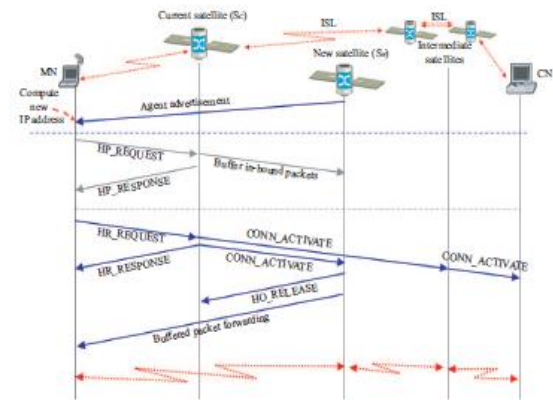 Current satellite (Sc)
ISL
ISL
New satellite (Sn)
Intermediate
satellites
MN
CN
Compute
new
IP address
Agent advertisement
HP_REQUEST
Buffer in-bound packets
HP_RESPONSE
HR_REQUEST
CONN_ACTIVATE
CONN_ACTIVATE
HR_RESPONSE
CONN_ACTIVATE
HO_RELEASE
Buffered packet forwarding